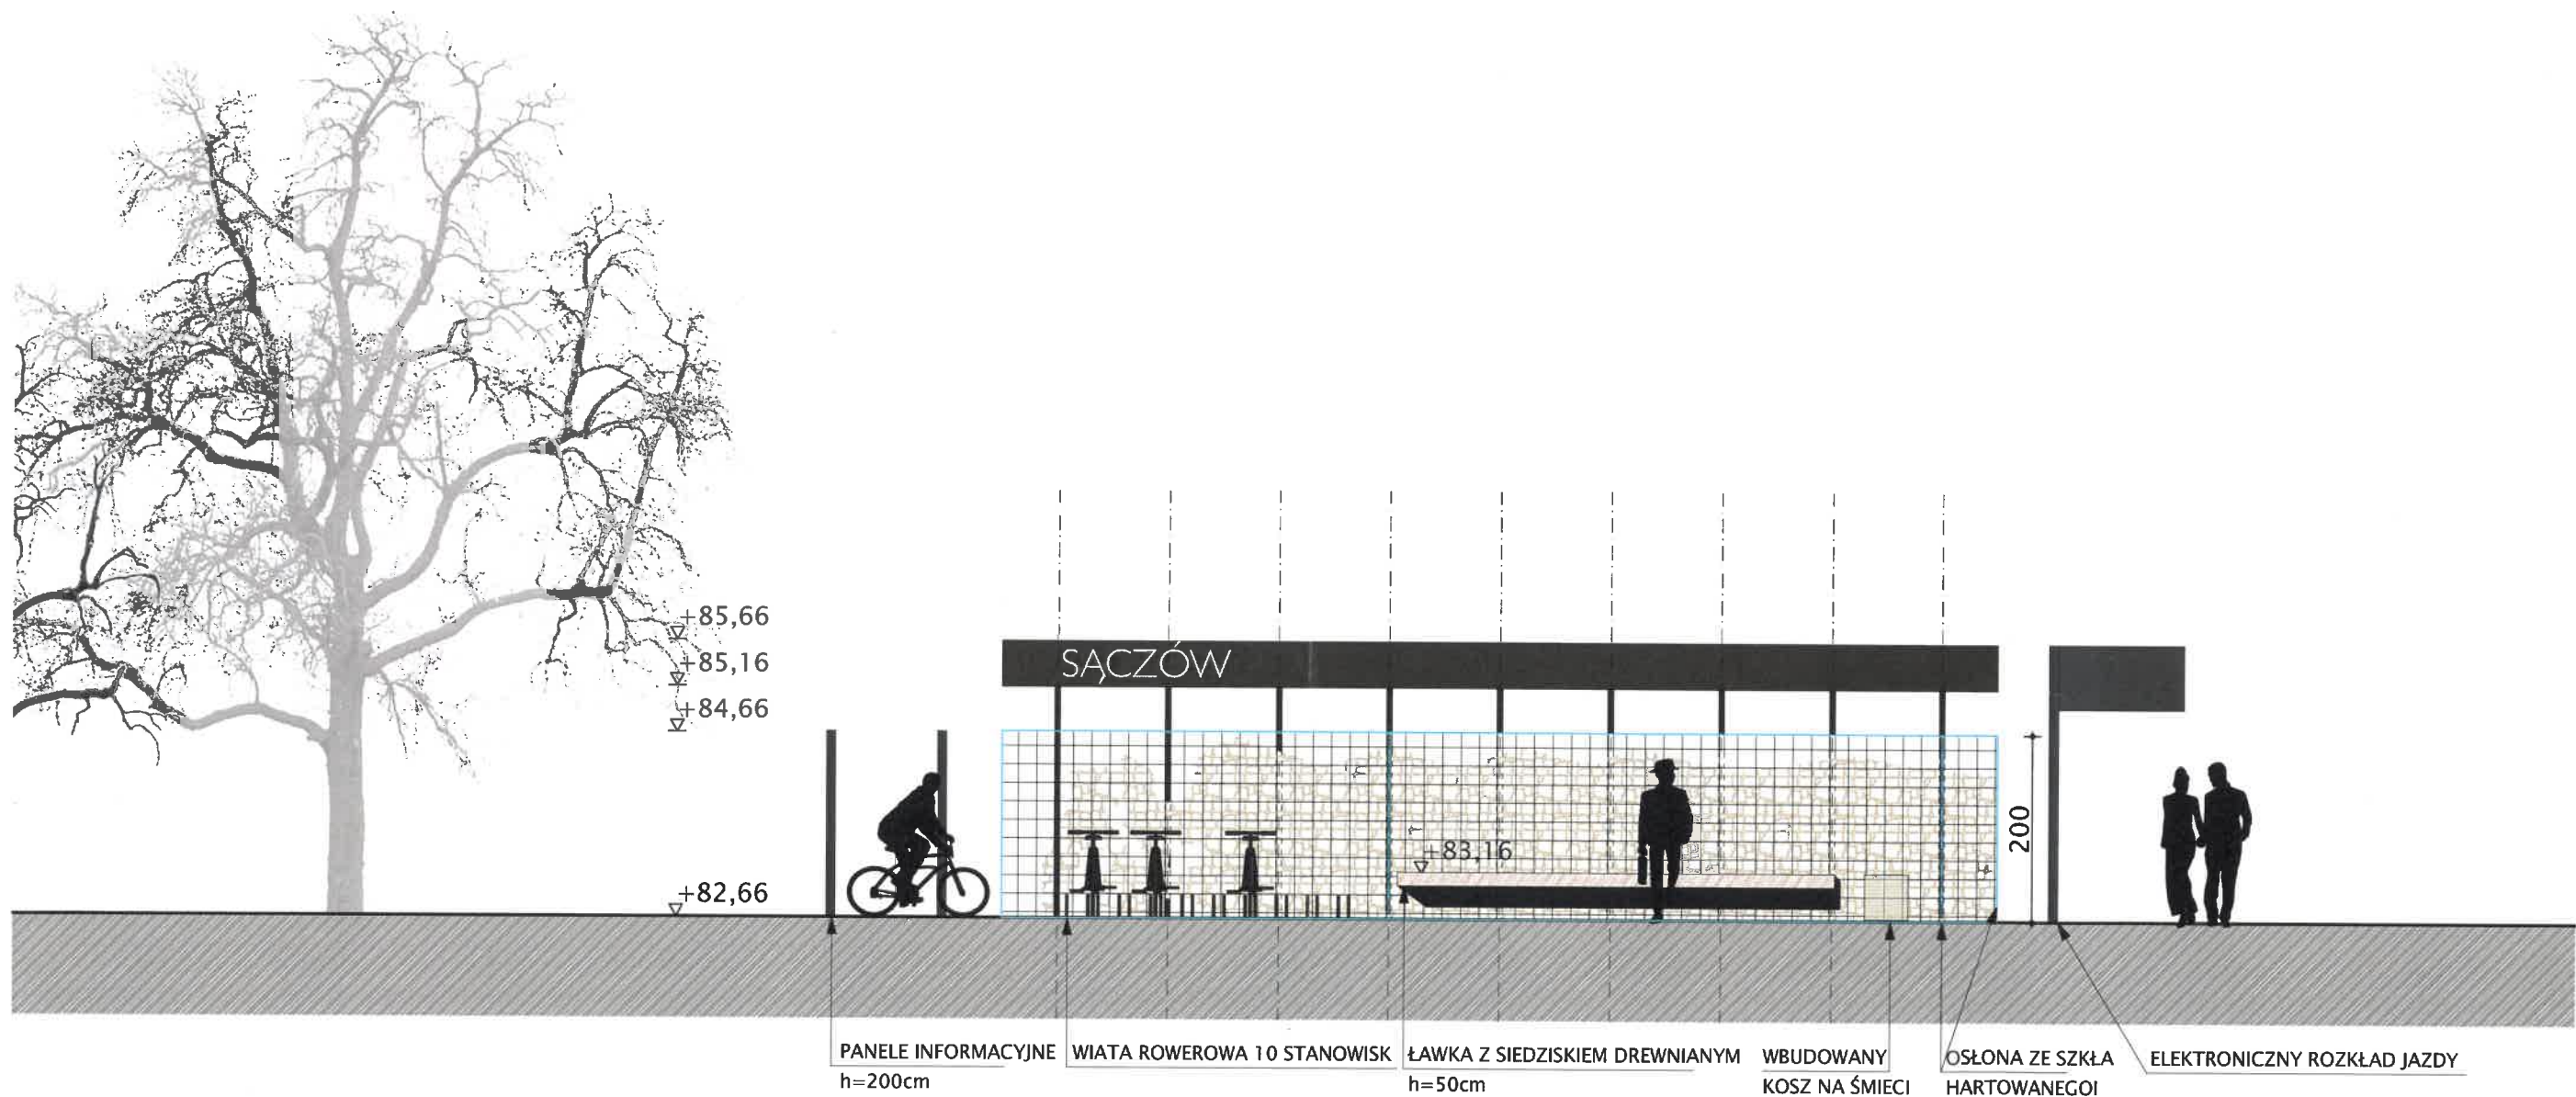 +85,66
+85,16
+84,66
SĄCZÓW
+83,16
+82,66
200
PANELE INFORMACYJNE
h=200cm
WIATA ROWEROWA 10 STANOWISK
ŁAWKA Z SIEDZISKIEM DREWNIANYM
h=50cm
WBUDOWANY
KOSZ NA ŚMIECI
OSŁONA ZE SZKŁA
HARTOWANEGOI
ELEKTRONICZNY ROZKŁAD JAZDY